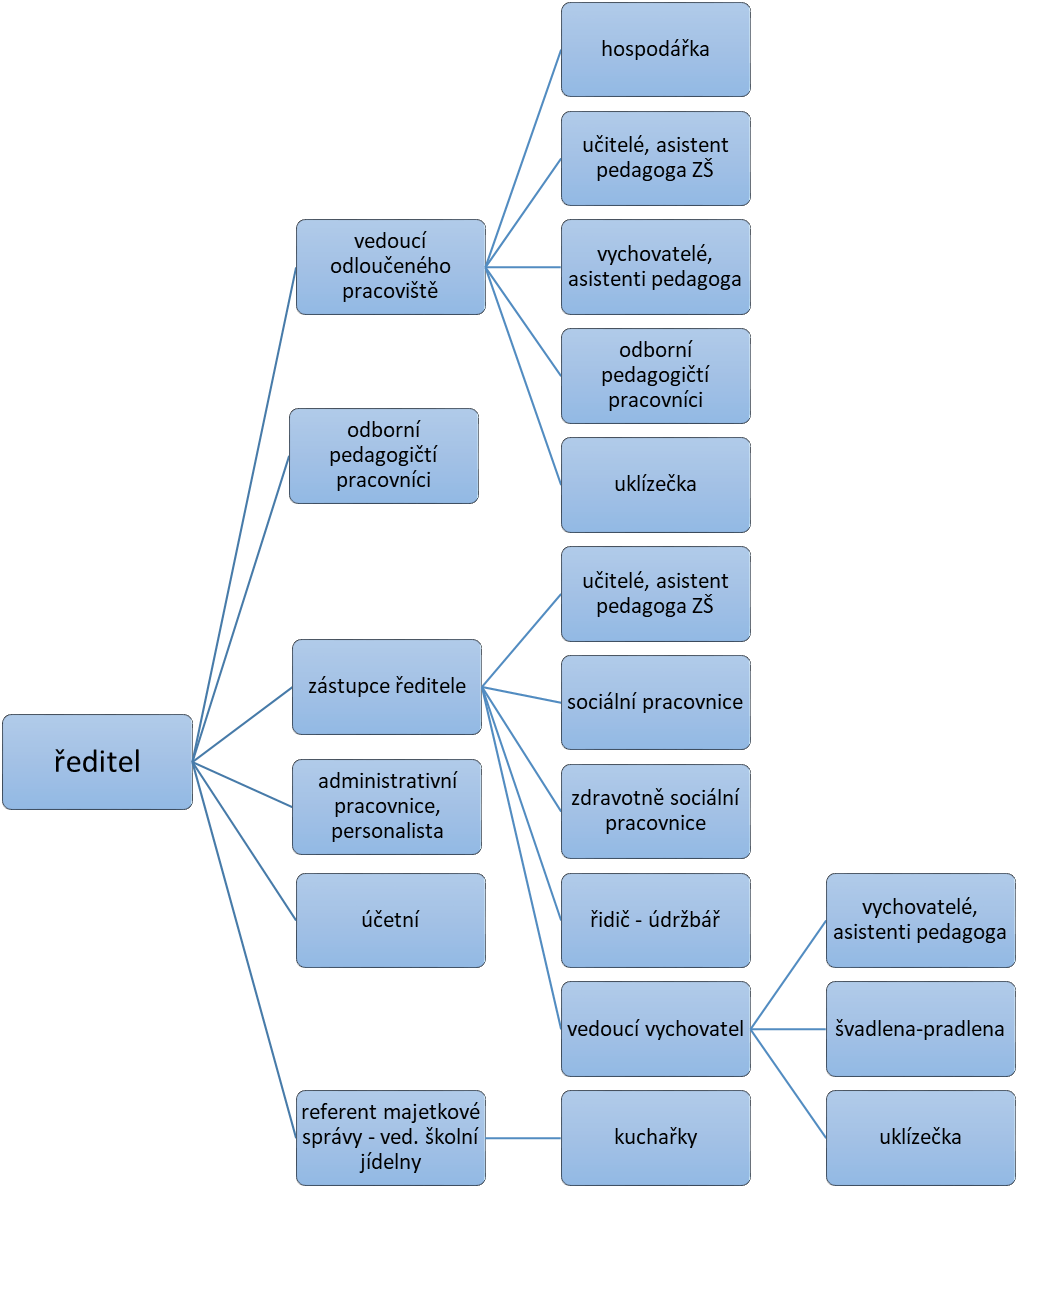 hospodářka
učitelé, asistent
pedagoga ZŠ
vedoucí
odloučeného
pracoviště
vychovatelé,
asistenti pedagoga
odborní
pedagogičtí
pracovníci
odborní
pedagogičtí
pracovníci
uklízečka
učitelé, asistent
pedagoga ZŠ
zástupce ředitele
sociální pracovnice
ředitel
administrativní
pracovnice,
personalista
zdravotně sociální
pracovnice
účetní
řidič - údržbář
vychovatelé,
asistenti pedagoga
vedoucí vychovatel
švadlena-pradlena
referent majetkové
správy - ved. školní
jídelny
kuchařky
uklízečka